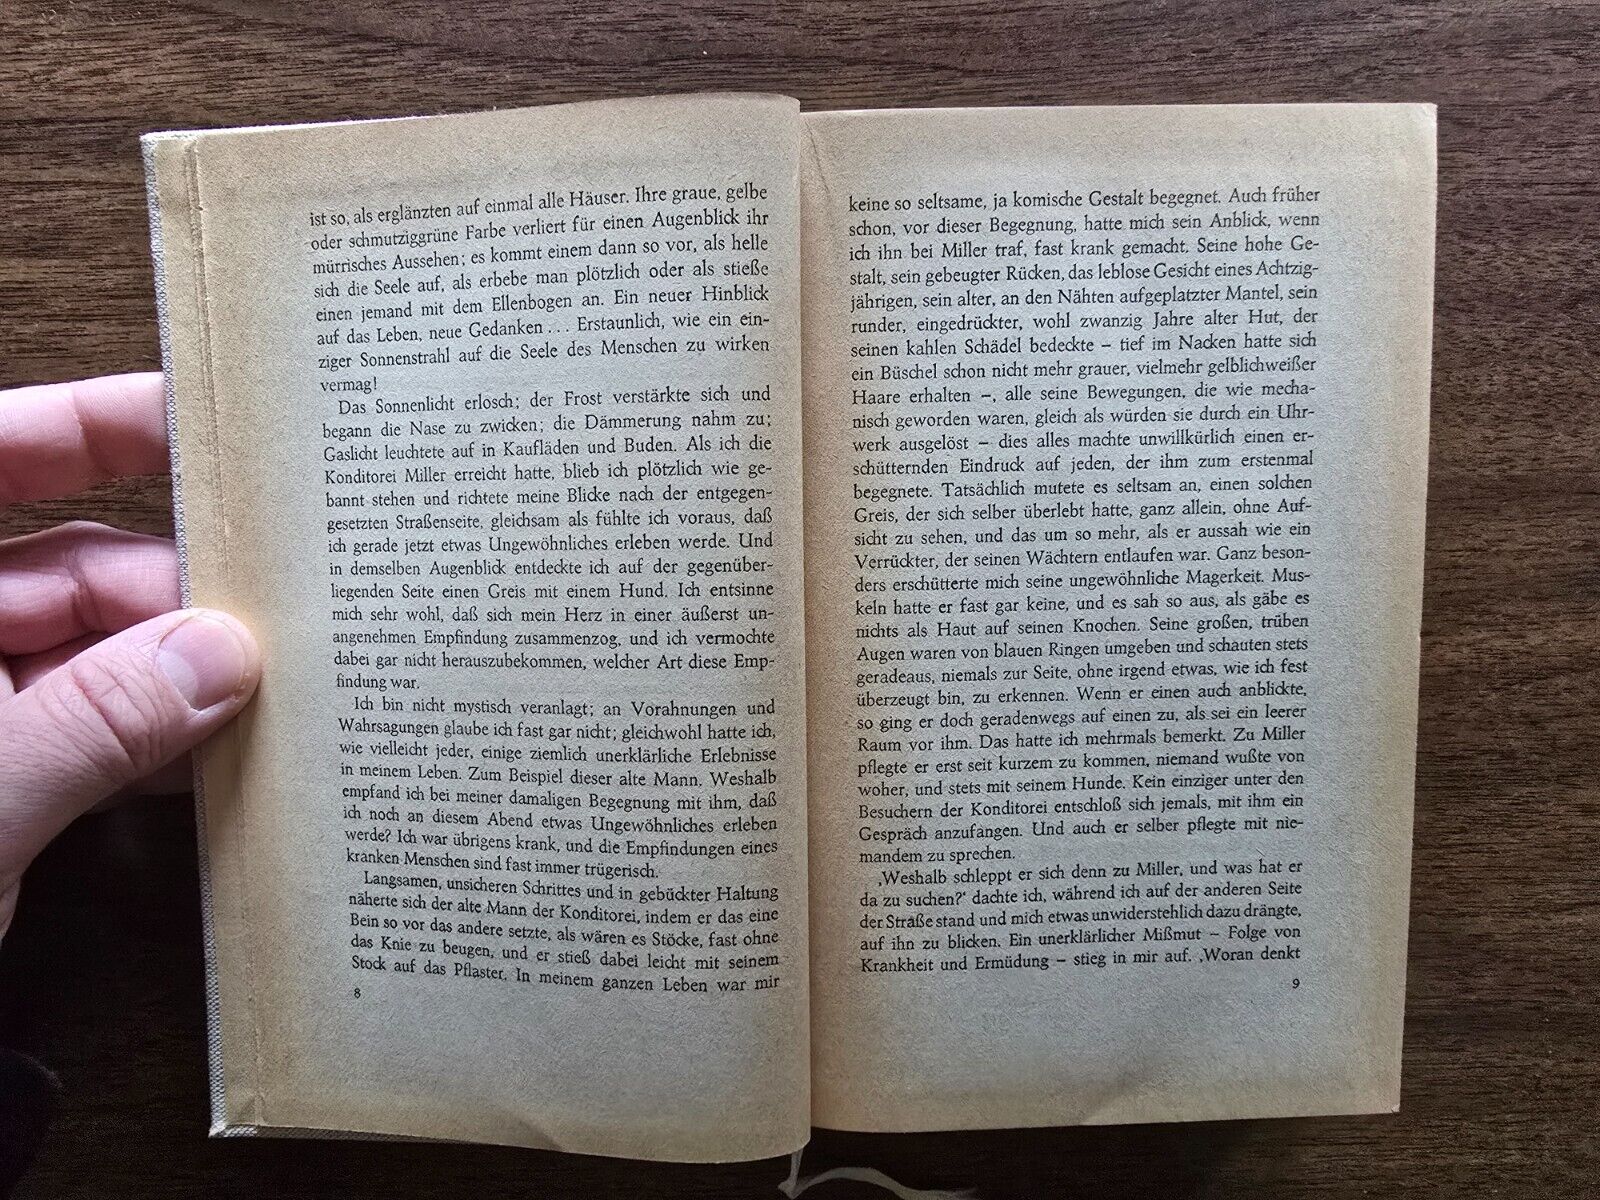 ist so, als erglänzten auf einmal alle Häuser. Ihre graue, gelbe
oder schmutziggrüne Farbe verliert für einen Augenblick ihr
mürrisches Aussehen; es kommt einem dann so vor, als helle
sich die Seele auf, als erbebe man plötzlich oder als stieße
einen jemand mit dem Ellenbogen an. Ein neuer Hinblick
auf das Leben, neue Gedanken... Erstaunlich, wie ein ein-
ziger Sonnenstrahl auf die Seele des Menschen zu wirken
vermag!
Das Sonnenlicht erlosch; der Frost verstärkte sich und
begann die Nase zu zwicken; die Dämmerung nahm zu;
Gaslicht leuchtete auf in Kaufläden und Buden. Als ich die
Konditorei Miller erreicht hatte, blieb ich plötzlich wie ge-
bannt stehen und richtete meine Blicke nach der entgegen-
gesetzten Straßenseite, gleichsam als fühlte ich voraus, daß
ich gerade jetzt etwas Ungewöhnliches erleben werde. Und
in demselben Augenblick entdeckte ich auf der gegenüber-
liegenden Seite einen Greis mit einem Hund. Ich entsinne
mich sehr wohl, daß sich mein Herz in einer äußerst un-
angenehmen Empfindung zusammenzog, und ich vermochte
dabei gar nicht herauszubekommen, welcher Art diese Emp-
findung war.
Ich bin nicht mystisch veranlagt; an Vorahnungen und
Wahrsagungen glaube ich fast gar nicht; gleichwohl hatte ich,
wie vielleicht jeder, einige ziemlich unerklärliche Erlebnisse
in meinem Leben. Zum Beispiel dieser alte Mann. Weshalb
empfand ich bei meiner damaligen Begegnung mit ihm, daß
ich noch an diesem Abend etwas Ungewöhnliches erleben
werde? Ich war übrigens krank, und die Empfindungen eines
kranken Menschen sind fast immer trügerisch.
Langsamen, unsicheren Schrittes und in gebückter Haltung
näherte sich der alte Mann der Konditorei, indem er das eine
Bein so vor das andere setzte, als wären es Stöcke, fast ohne
das Knie zu beugen, und er stieß dabei leicht mit seinem
Stock auf das Pflaster. In meinem ganzen Leben war mir
8
keine so seltsame, ja komische Gestalt begegnet. Auch früher
schon, vor dieser Begegnung, hatte mich sein Anblick, wenn
ich ihn bei Miller traf, fast krank gemacht. Seine hohe Ge-
stalt, sein gebeugter Rücken, das leblose Gesicht eines Achtzig-
jährigen, sein alter, an den Nähten aufgeplatzter Mantel, sein
runder, eingedrückter, wohl zwanzig Jahre alter Hut, der
seinen kahlen Schädel bedeckte – tief im Nacken hatte sich
ein Büschel schon nicht mehr grauer, vielmehr gelblichweißer
Haare erhalten –, alle seine Bewegungen, die wie mecha-
nisch geworden waren, gleich als würden sie durch ein Uhr-
werk ausgelöst – dies alles machte unwillkürlich einen er-
schütternden Eindruck auf jeden, der ihm zum erstenmal
begegnete. Tatsächlich mutete es seltsam an, einen solchen
Greis, der sich selber überlebt hatte, ganz allein, ohne Auf-
sicht zu sehen, und das um so mehr, als er aussah wie ein
Verrückter, der seinen Wächtern entlaufen war. Ganz beson-
ders erschütterte mich seine ungewöhnliche Magerkeit. Mus-
keln hatte er fast gar keine, und es sah so aus, als gäbe es
nichts als Haut auf seinen Knochen. Seine großen, trüben
Augen waren von blauen Ringen umgeben und schauten stets
geradeaus, niemals zur Seite, ohne irgend etwas, wie ich fest
überzeugt bin, zu erkennen. Wenn er einen auch anblickte,
so ging er doch geradenwegs auf einen zu, als sei ein leerer
Raum vor ihm. Das hatte ich mehrmals bemerkt. Zu Miller
pflegte er erst seit kurzem zu kommen, niemand wußte von
woher, und stets mit seinem Hunde. Kein einziger unter den
Besuchern der Konditorei entschloß sich jemals, mit ihm ein
Gespräch anzufangen. Und auch er selber pflegte mit nie-
mandem zu sprechen.
‚Weshalb schleppt er sich denn zu Miller, und was hat er
da zu suchen?‘ dachte ich, während ich auf der anderen Seite
der Straße stand und mich etwas unwiderstehlich dazu drängte,
auf ihn zu blicken. Ein unerklärlicher Mißmut – Folge von
Krankheit und Ermüdung – stieg in mir auf. ‚Woran denkt
9